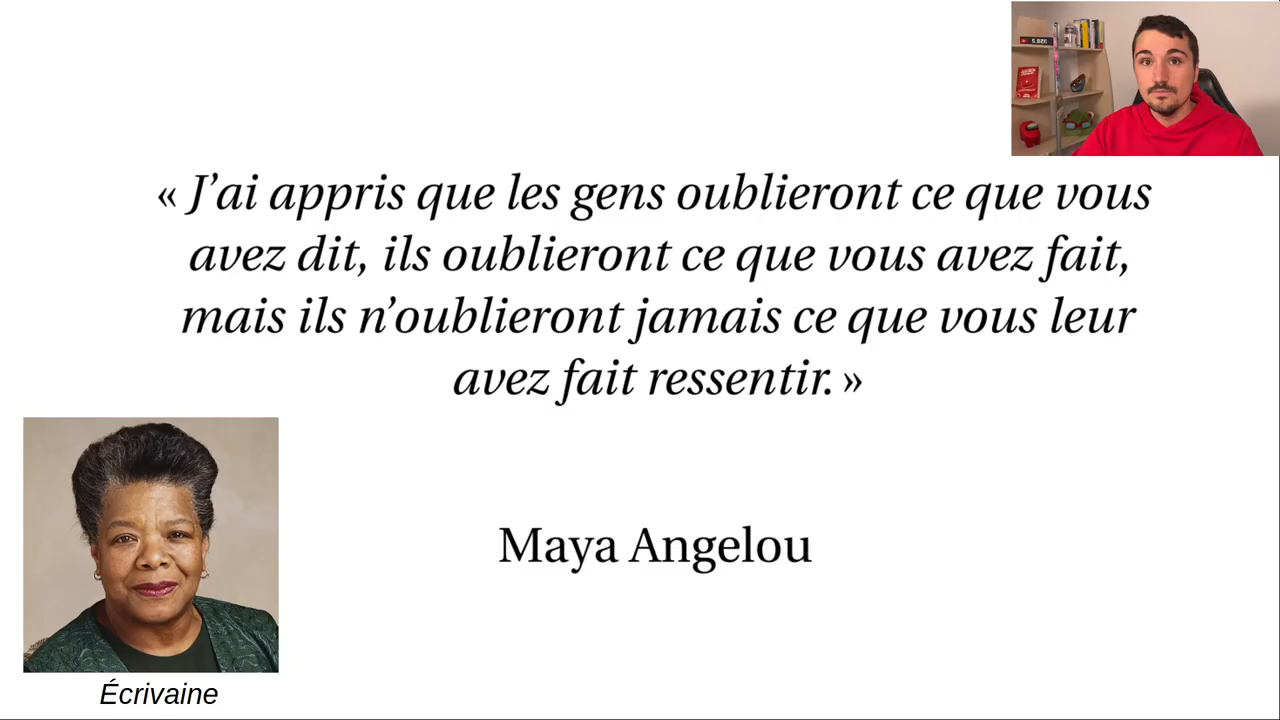 « J’ai appris que les gens oublieront ce que vous
avez dit, ils oublieront ce que vous avez fait,
mais ils n’oublieront jamais ce que vous leur
avez fait ressentir. »
Maya Angelou
Écrivaine